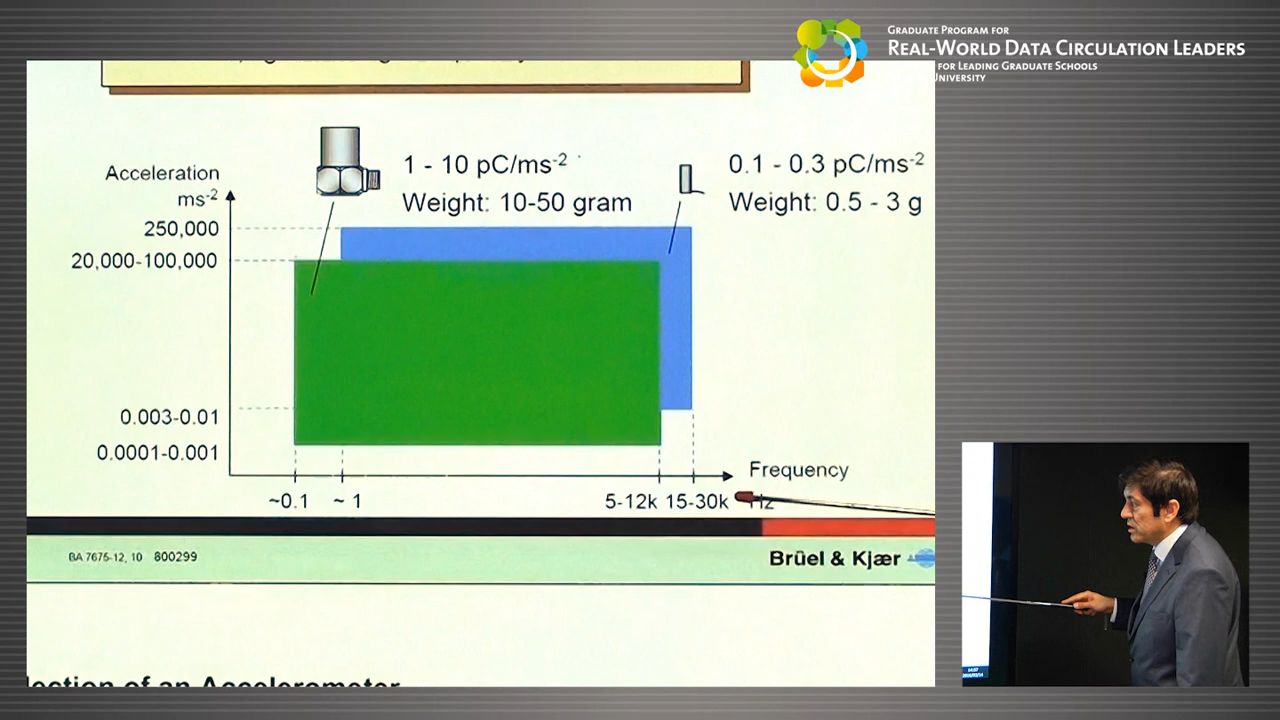 GRADUATE PROGRAM FOR
REAL-WORLD DATA CIRCULATION LEADERS
FOR LEADING GRADUATE SCHOOLS
UNIVERSITY
1 - 10 pC/ms-2
Weight: 10-50 gram
0.1 - 0.3 pC/ms-2
Weight: 0.5 - 3 g
Acceleration
ms-2
250,000
20,000-100,000
0.003-0.01
0.0001-0.001
Frequency
~0.1 ~ 1 5-12k 15-30k Hz
BA 7675-12, 10 800299
Brüel & Kjær
lection of an Accelerometer